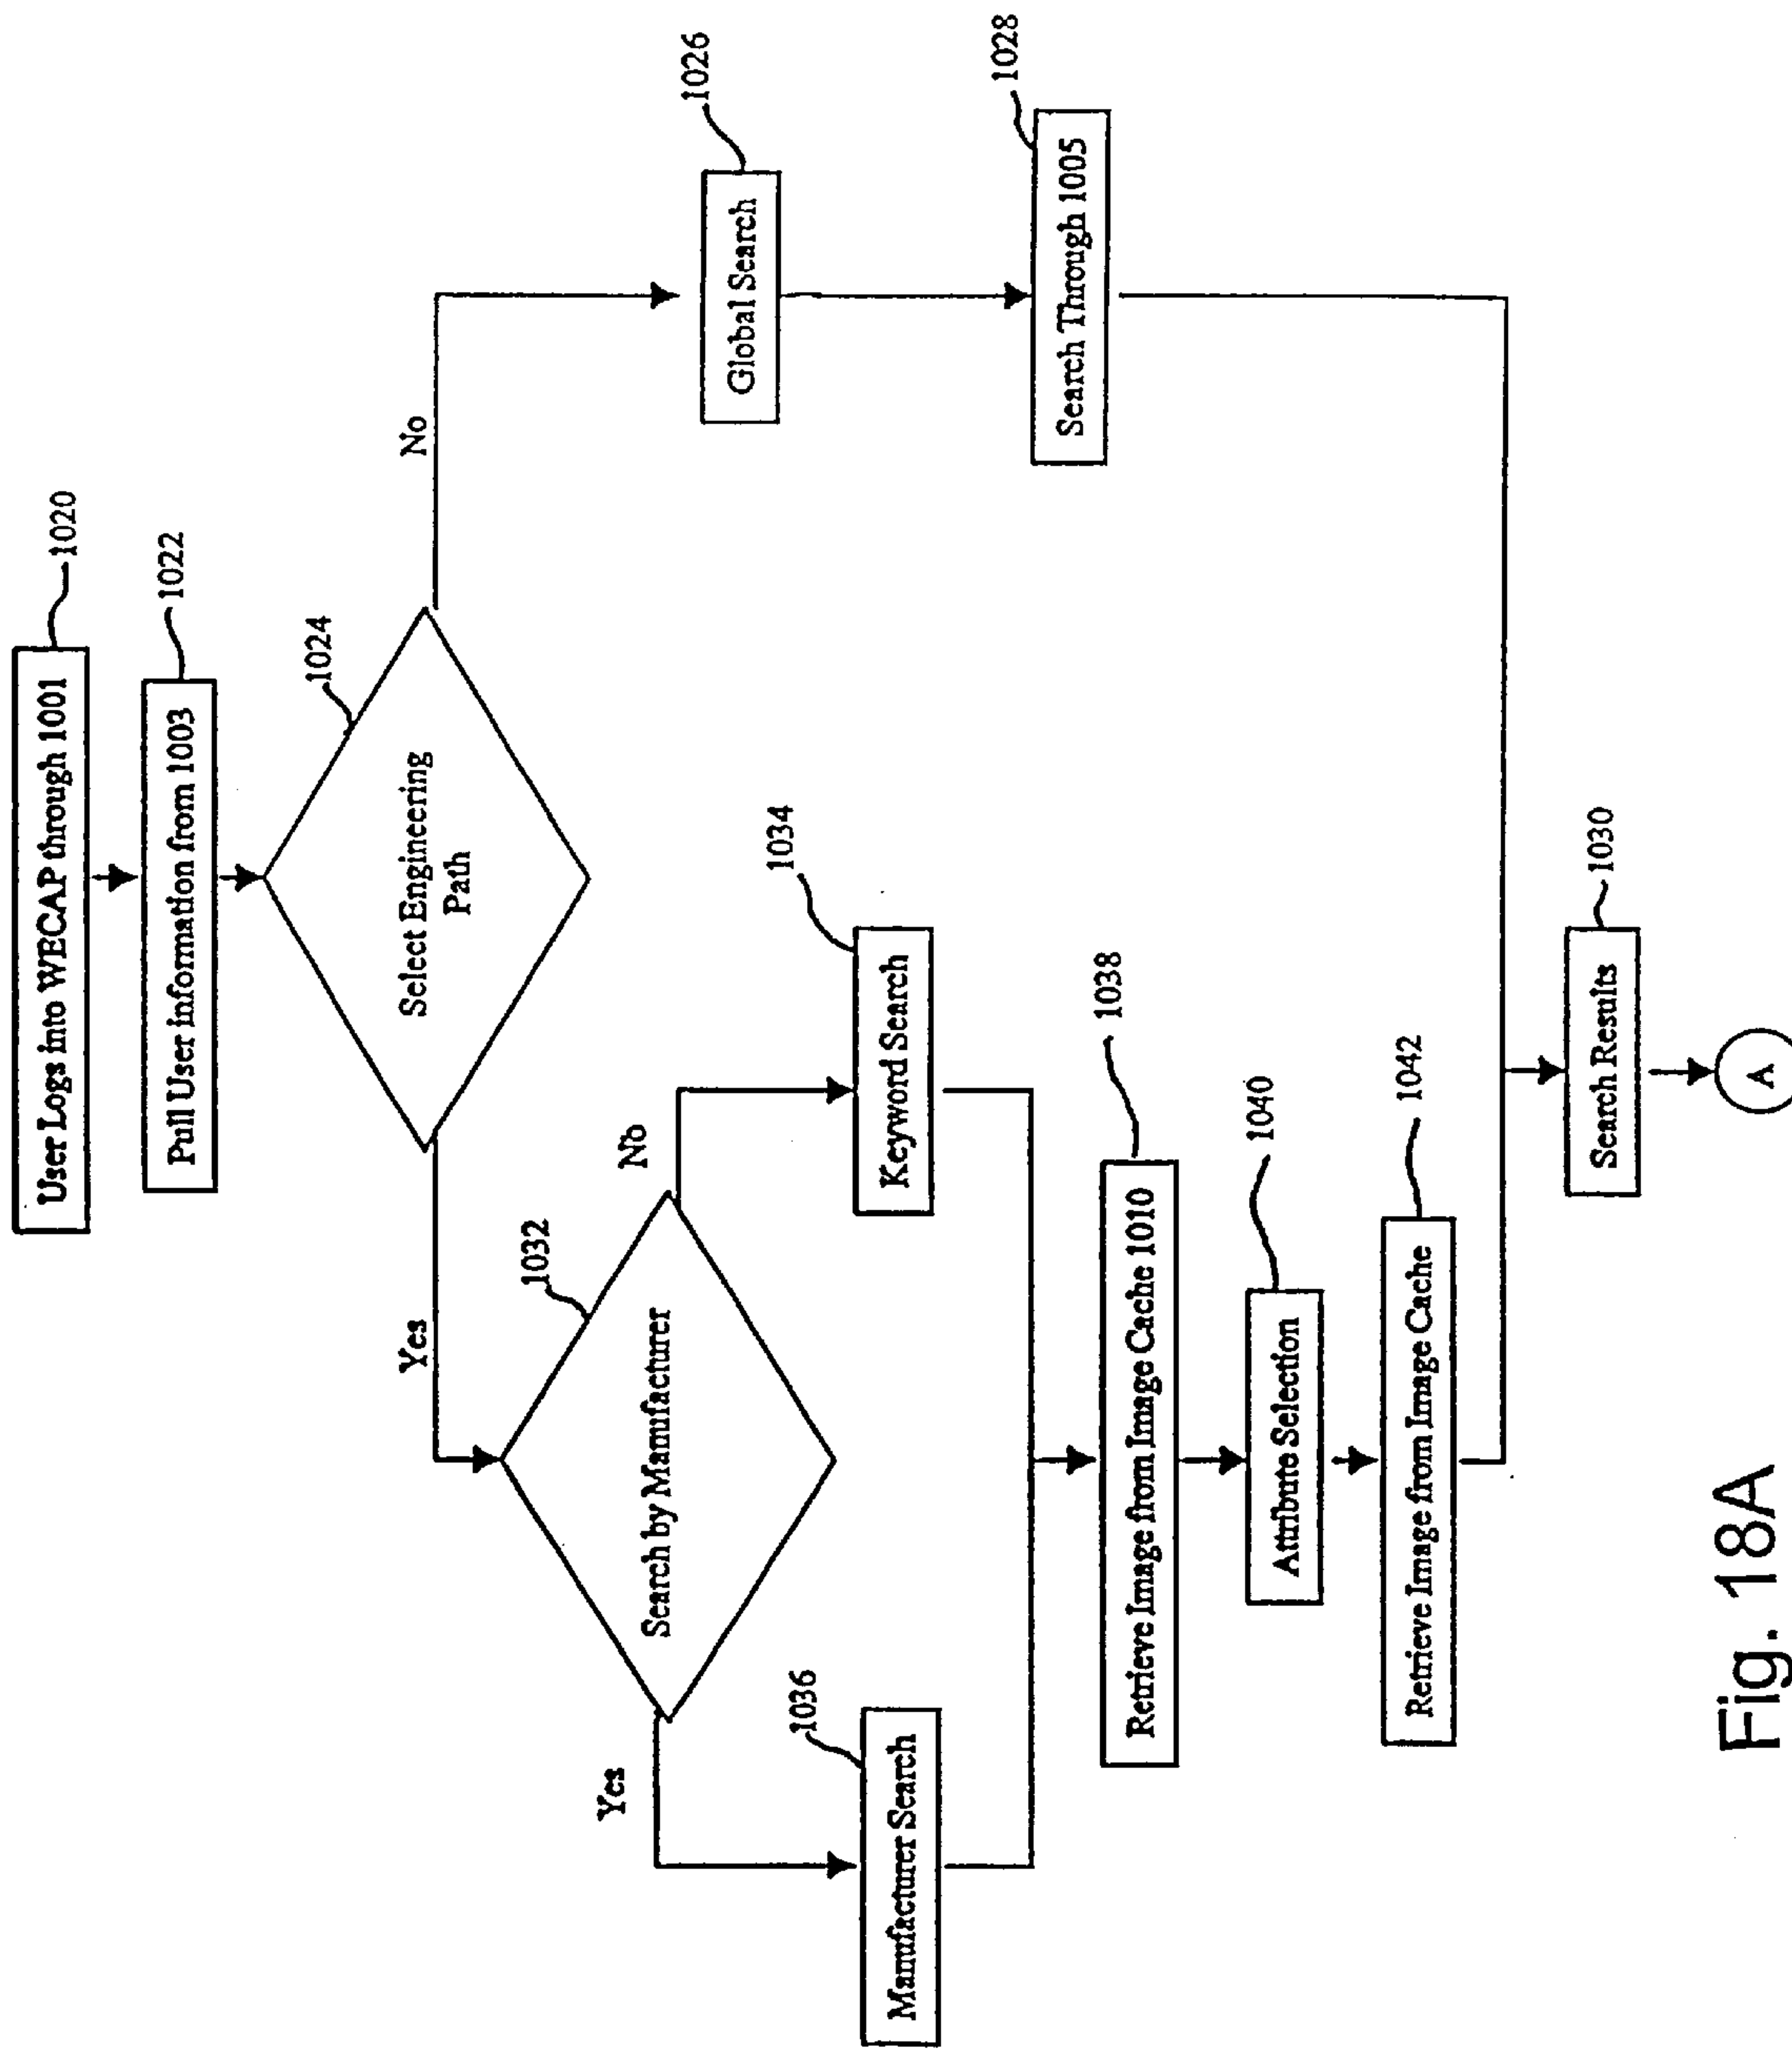 User Logs into WECAP through 1001
1020
Pull User information from 1003
1022
Select Engineering
Path
1024
Yes
No
Global Search
1026
Search Through 1005
1028
Search by Manufacturer
1032
Yes
No
Manufacturer Search
1036
Keyword Search
1034
Retrieve Image from Image Cache 1010
1038
Attribute Selection
1040
Retrieve Image from Image Cache
1042
Search Results
1030
A
Fig. 18A